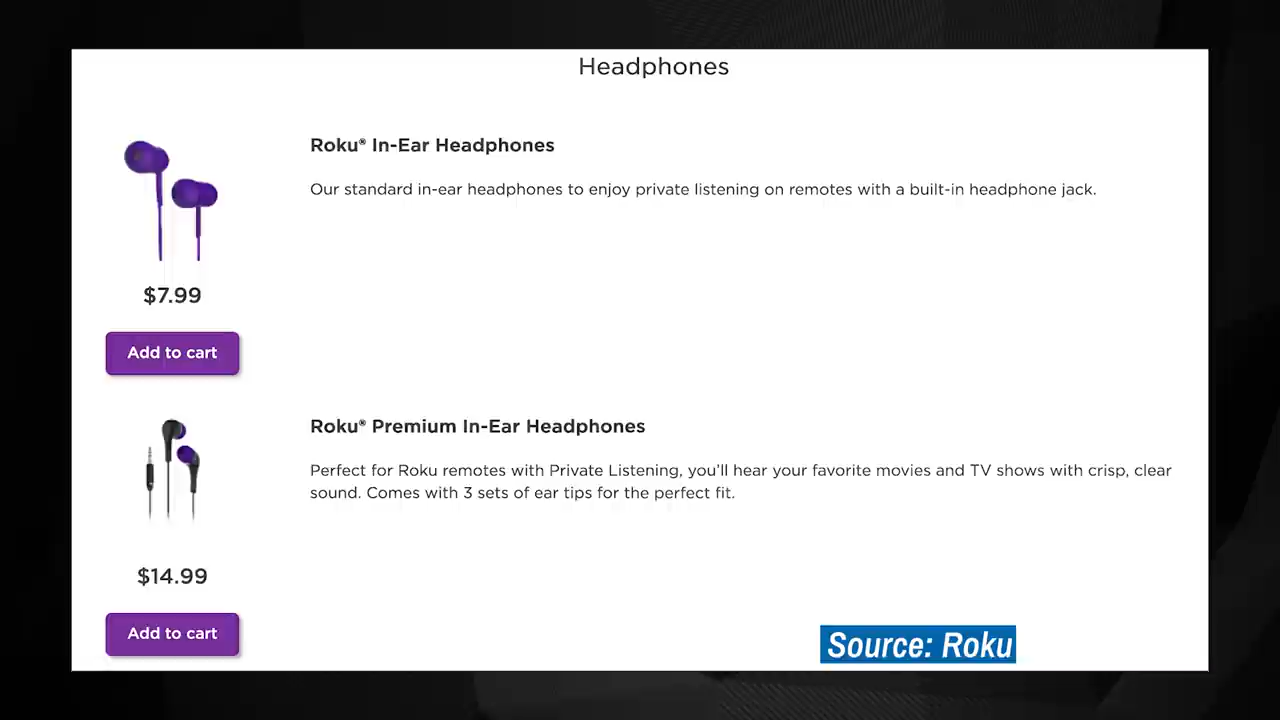 Headphones
Roku® In-Ear Headphones
Our standard in-ear headphones to enjoy private listening on remotes with a built-in headphone jack.
$7.99
Add to cart
Roku® Premium In-Ear Headphones
Perfect for Roku remotes with Private Listening, you’ll hear your favorite movies and TV shows with crisp, clear
sound. Comes with 3 sets of ear tips for the perfect fit.
$14.99
Add to cart
Source: Roku